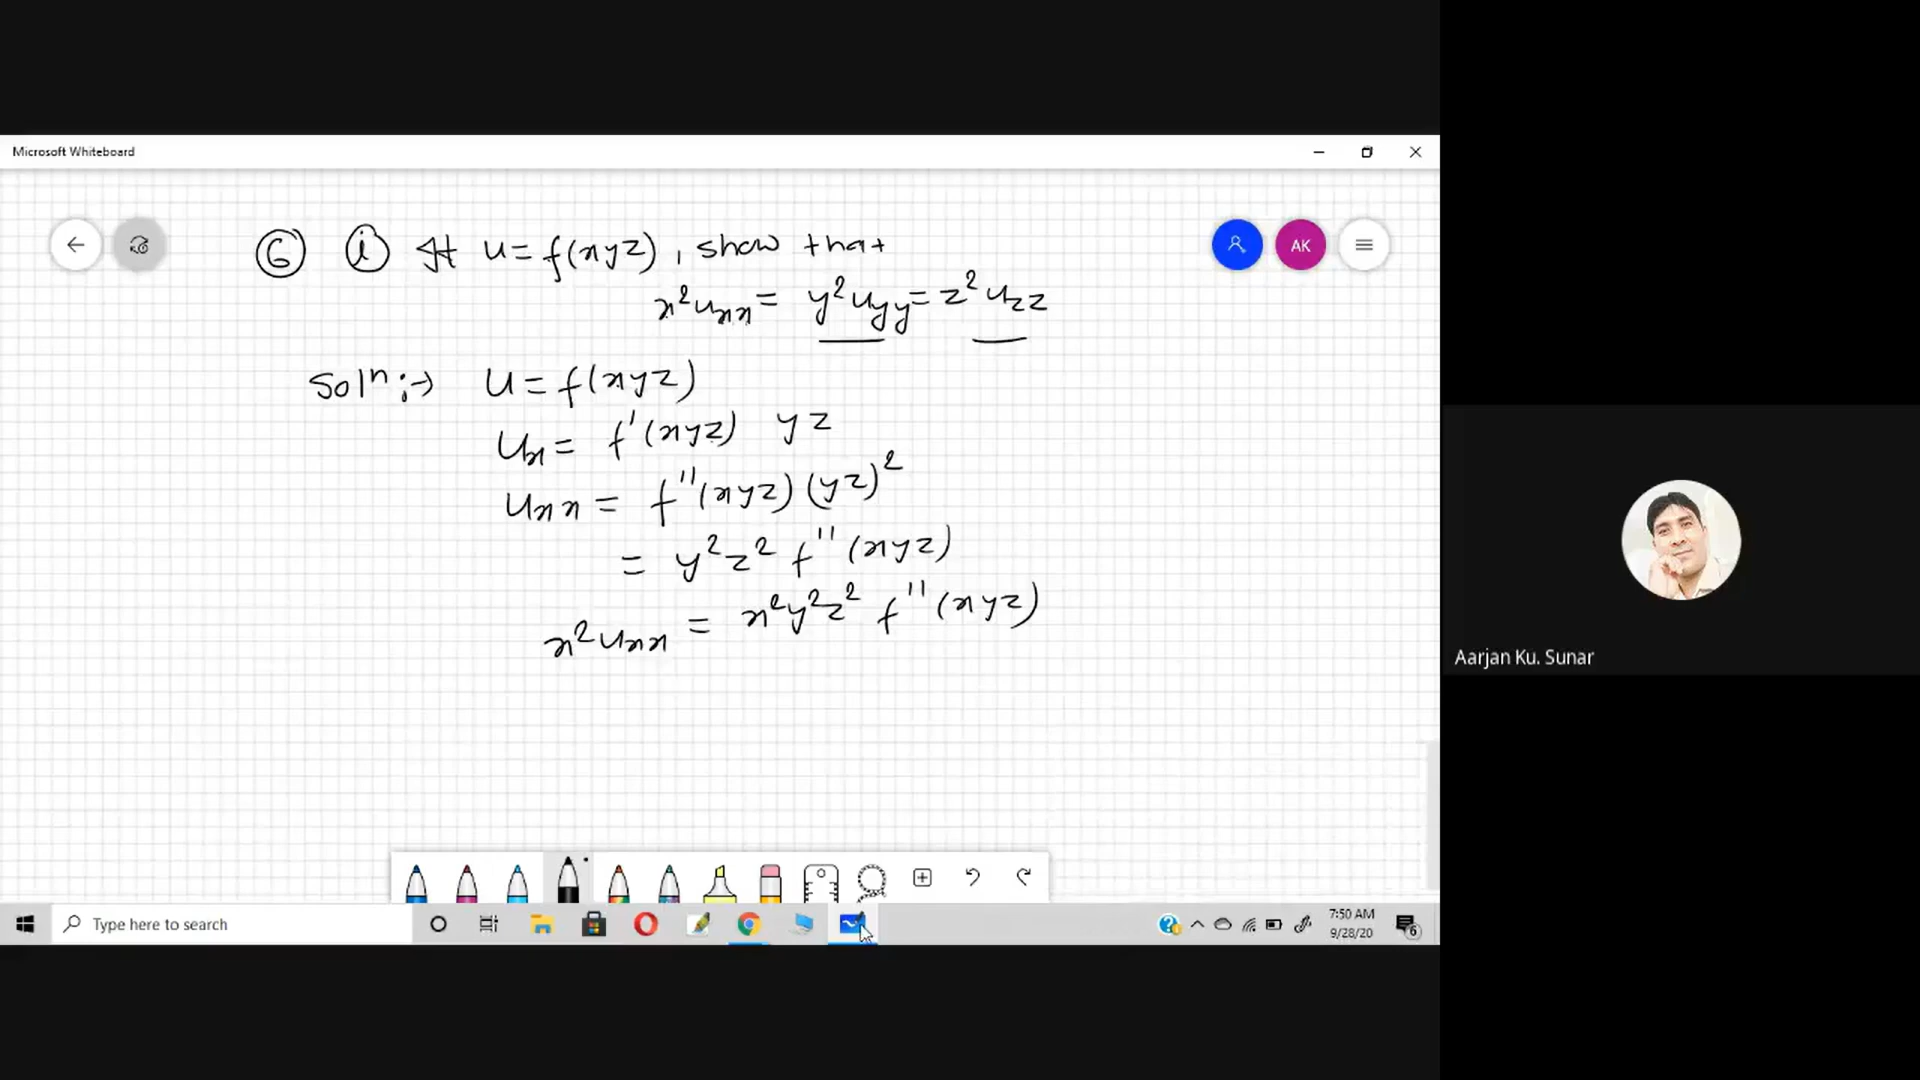 Microsoft Whiteboard
⑥ ⓘ If u = f(xyz), show that
x²uxx = y²uyy = z²uzz
Solⁿ :→ u = f(xyz)
ux = f'(xyz) yz
uxx = f''(xyz) (yz)²
= y²z² f''(xyz)
x²uxx = x²y²z² f''(xyz)
AK
Aarjan Ku. Sunar
Type here to search
7:50 AM
9/28/20
6